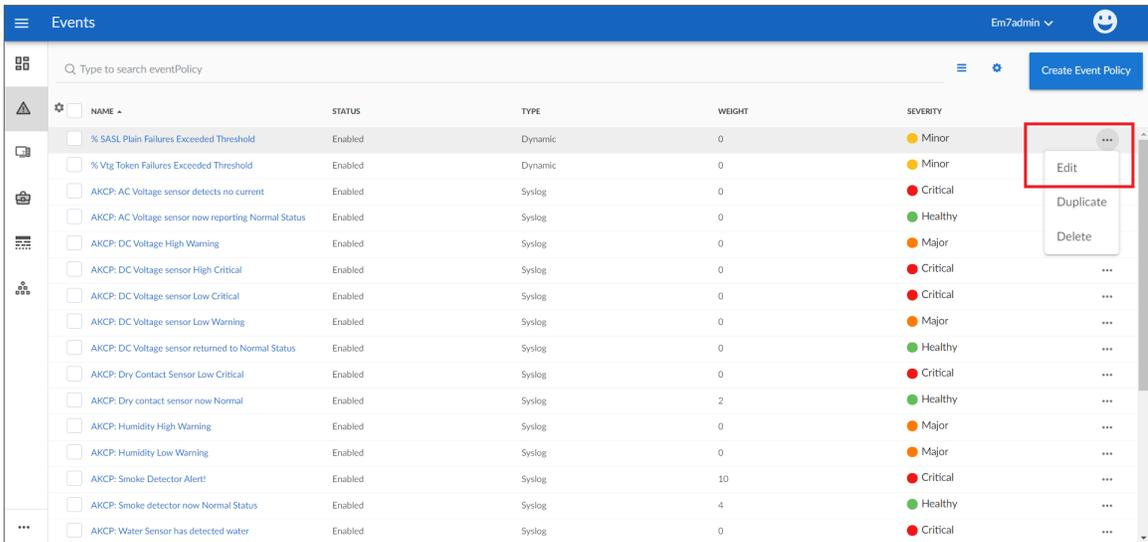 Events
Em7admin
Type to search eventPolicy
Create Event Policy
NAME STATUS TYPE WEIGHT SEVERITY
% SASL Plain Failures Exceeded Threshold Enabled Dynamic 0 Minor
% Vtg Token Failures Exceeded Threshold Enabled Dynamic 0 Minor
Edit
AKCP: AC Voltage sensor detects no current Enabled Syslog 0 Critical
Duplicate
AKCP: AC Voltage sensor now reporting Normal Status Enabled Syslog 0 Healthy
Delete
AKCP: DC Voltage High Warning Enabled Syslog 0 Major
AKCP: DC Voltage sensor High Critical Enabled Syslog 0 Critical
AKCP: DC Voltage sensor Low Critical Enabled Syslog 0 Critical
AKCP: DC Voltage sensor Low Warning Enabled Syslog 0 Major
AKCP: DC Voltage sensor returned to Normal Status Enabled Syslog 0 Healthy
AKCP: Dry Contact Sensor Low Critical Enabled Syslog 0 Critical
AKCP: Dry contact sensor now Normal Enabled Syslog 2 Healthy
AKCP: Humidity High Warning Enabled Syslog 0 Major
AKCP: Humidity Low Warning Enabled Syslog 0 Major
AKCP: Smoke Detector Alert! Enabled Syslog 10 Critical
AKCP: Smoke detector now Normal Status Enabled Syslog 4 Healthy
AKCP: Water Sensor has detected water Enabled Syslog 0 Critical